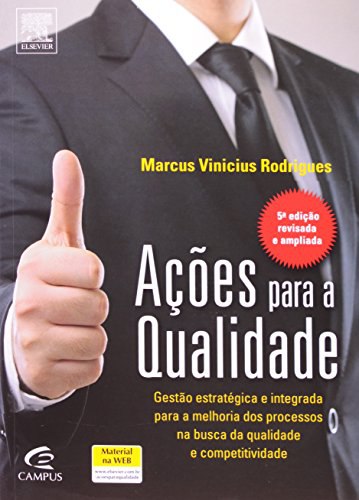 ELSEVIER
Marcus Vinicius Rodrigues
5ª edição
revisada
e ampliada
Ações para a
Qualidade
Gestão estratégica e integrada
para a melhoria dos processos
na busca da qualidade
e competitividade
Material
na WEB
CAMPUS